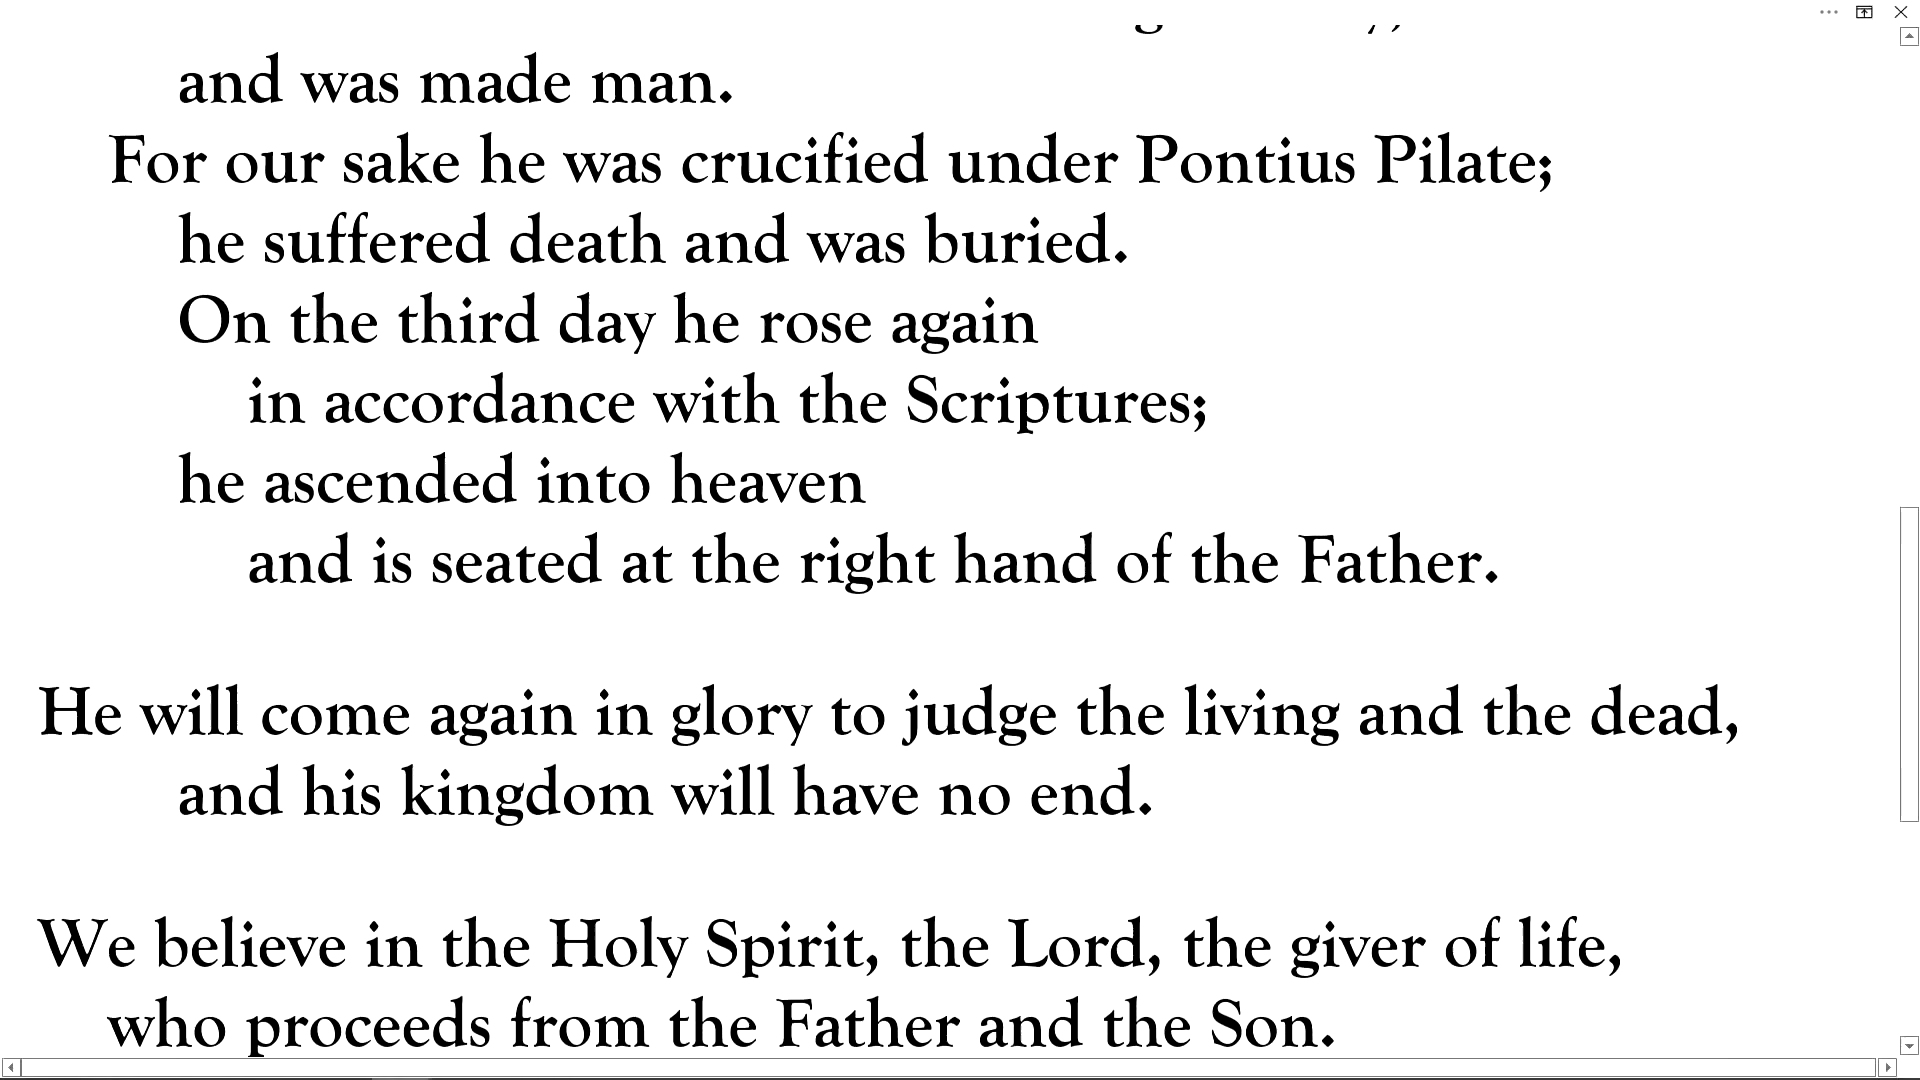 and was made man.
For our sake he was crucified under Pontius Pilate;
he suffered death and was buried.
On the third day he rose again
in accordance with the Scriptures;
he ascended into heaven
and is seated at the right hand of the Father.
He will come again in glory to judge the living and the dead,
and his kingdom will have no end.
We believe in the Holy Spirit, the Lord, the giver of life,
who proceeds from the Father and the Son.